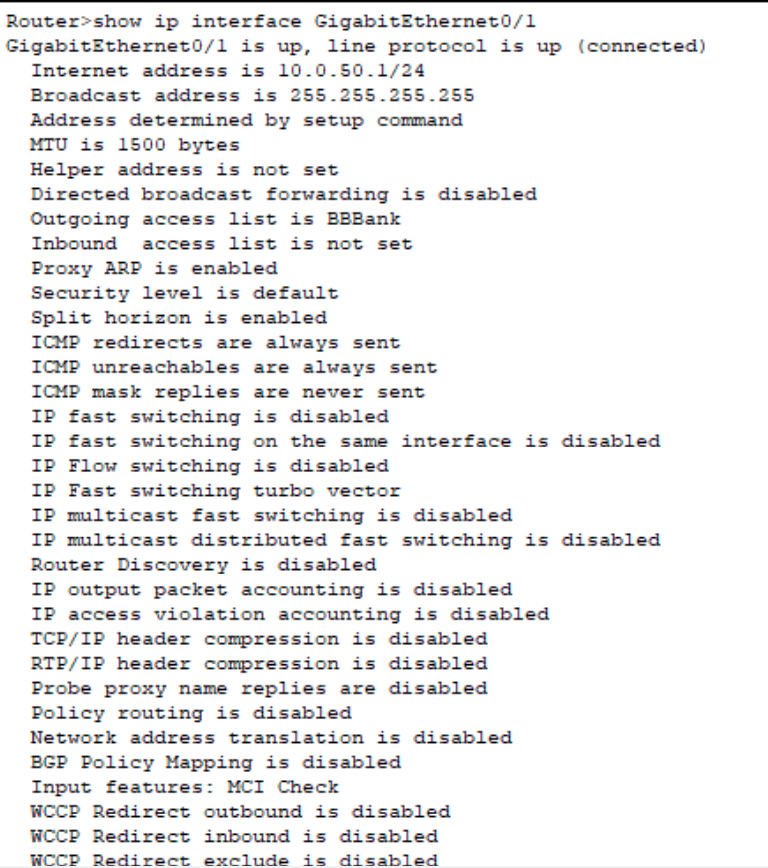 Router>show ip interface GigabitEthernet0/1
GigabitEthernet0/1 is up, line protocol is up (connected)
Internet address is 10.0.50.1/24
Broadcast address is 255.255.255.255
Address determined by setup command
MTU is 1500 bytes
Helper address is not set
Directed broadcast forwarding is disabled
Outgoing access list is BBBank
Inbound  access list is not set
Proxy ARP is enabled
Security level is default
Split horizon is enabled
ICMP redirects are always sent
ICMP unreachables are always sent
ICMP mask replies are never sent
IP fast switching is disabled
IP fast switching on the same interface is disabled
IP Flow switching is disabled
IP Fast switching turbo vector
IP multicast fast switching is disabled
IP multicast distributed fast switching is disabled
Router Discovery is disabled
IP output packet accounting is disabled
IP access violation accounting is disabled
TCP/IP header compression is disabled
RTP/IP header compression is disabled
Probe proxy name replies are disabled
Policy routing is disabled
Network address translation is disabled
BGP Policy Mapping is disabled
Input features: MCI Check
WCCP Redirect outbound is disabled
WCCP Redirect inbound is disabled
WCCP Redirect exclude is disabled